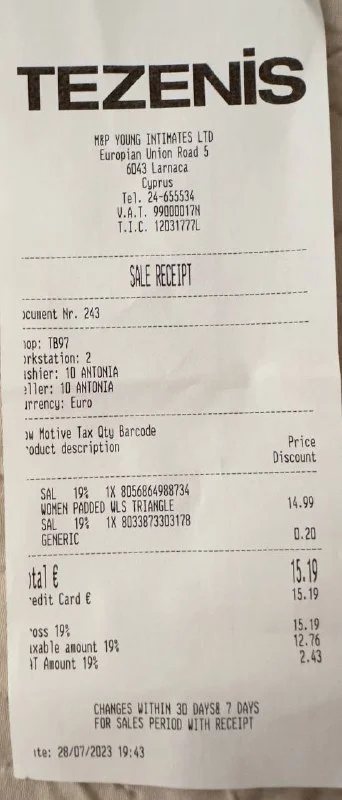 TEZENİS
M&P YOUNG INTIMATES LTD
Europian Union Road 5
6043 Larnaca
Cyprus
Tel. 24-655534
V.A.T. 99000017N
T.I.C. 12031777L
SALE RECEIPT
ocument Nr. 243
hop: TB97
orkstation: 2
ashier: 10 ANTONIA
eller: 10 ANTONIA
urrency: Euro
ow Motive Tax Qty Barcode
roduct description Price
Discount
SAL 19% 1X 8056864988734
WOMEN PADDED WLS TRIANGLE 14.99
SAL 19% 1X 8033873303178
GENERIC 0.20
otal € 15.19
redit Card € 15.19
ross 19% 15.19
axable amount 19% 12.76
AT Amount 19% 2.43
CHANGES WITHIN 30 DAYS& 7 DAYS
FOR SALES PERIOD WITH RECEIPT
ate: 28/07/2023 19:43